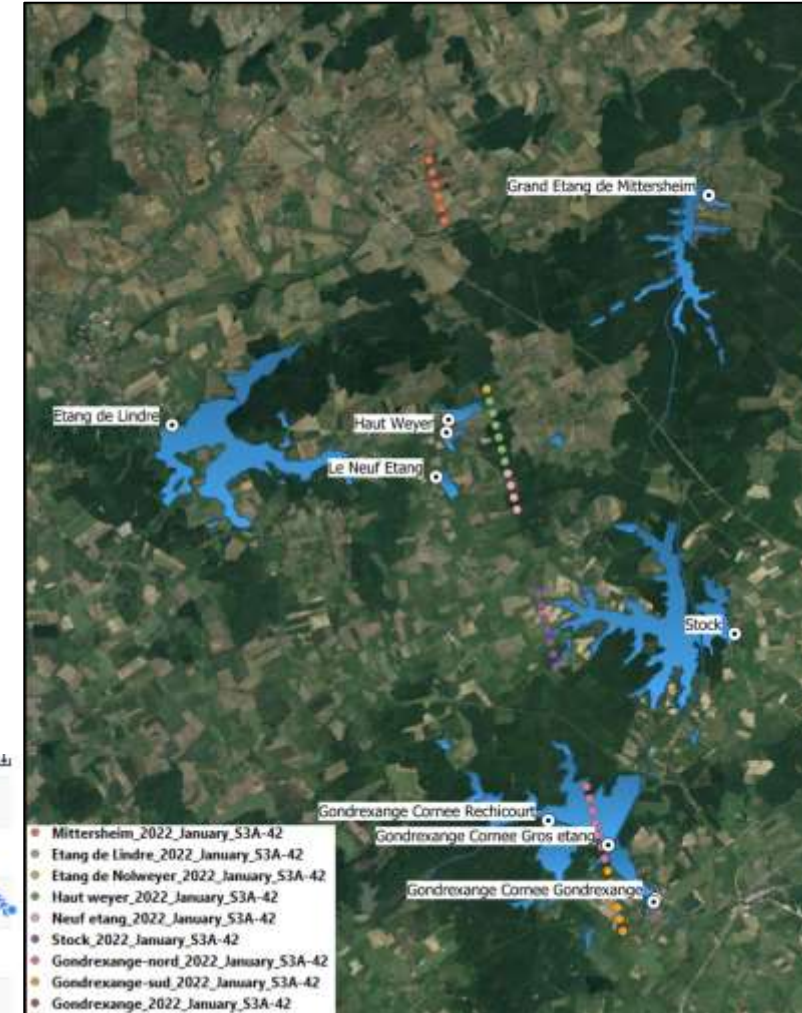 Grand Etang de Mittersheim
Etang de Lindre
Haut Weyer
Le Neuf Etang
Stock
Gondrexange Cornee Rechicourt
Gondrexange Cornee Gros etang
Gondrexange Cornee Gondrexange
Mittersheim_2022_January_S3A-42
Etang de Lindre_2022_January_S3A-42
Etang de Nolweyer_2022_January_S3A-42
Haut weyer_2022_January_S3A-42
Neuf etang_2022_January_S3A-42
Stock_2022_January_S3A-42
Gondrexange-nord_2022_January_S3A-42
Gondrexange-sud_2022_January_S3A-42
Gondrexange_2022_January_S3A-42